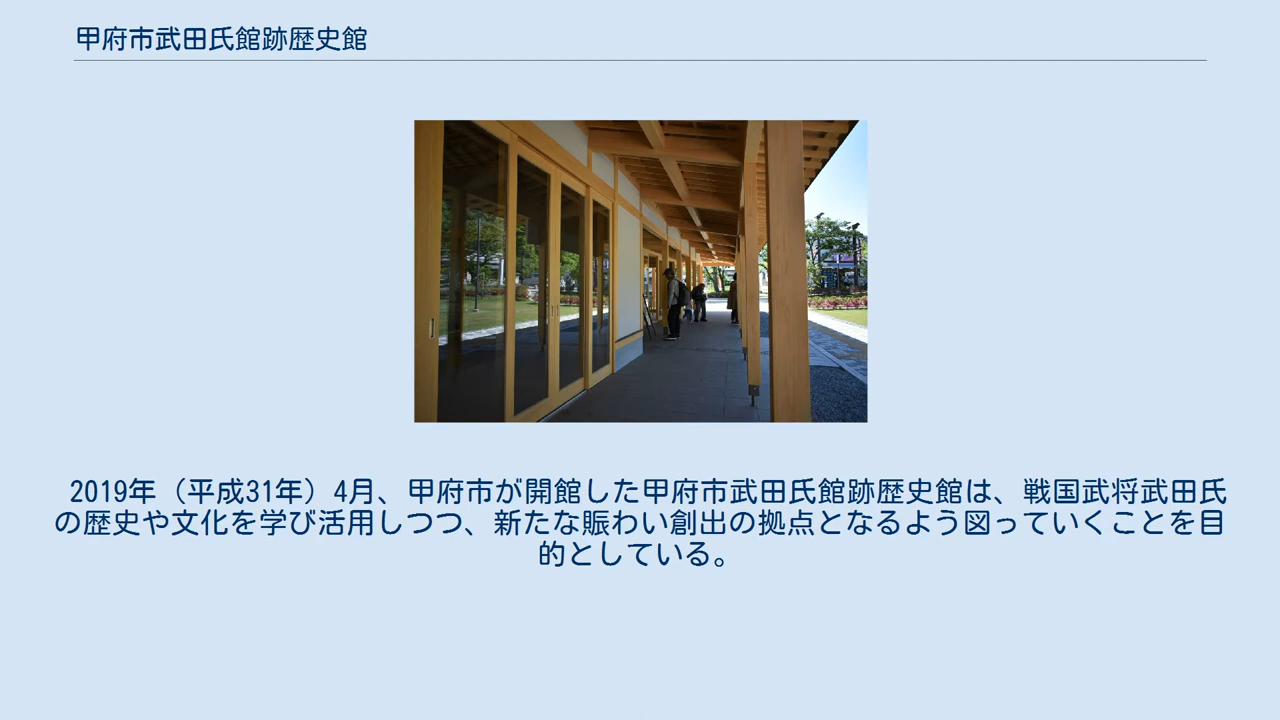 甲府市武田氏館跡歴史館
2019年（平成31年）4月、甲府市が開館した甲府市武田氏館跡歴史館は、戦国武将武田氏
の歴史や文化を学び活用しつつ、新たな賑わい創出の拠点となるよう図っていくことを目
的としている。